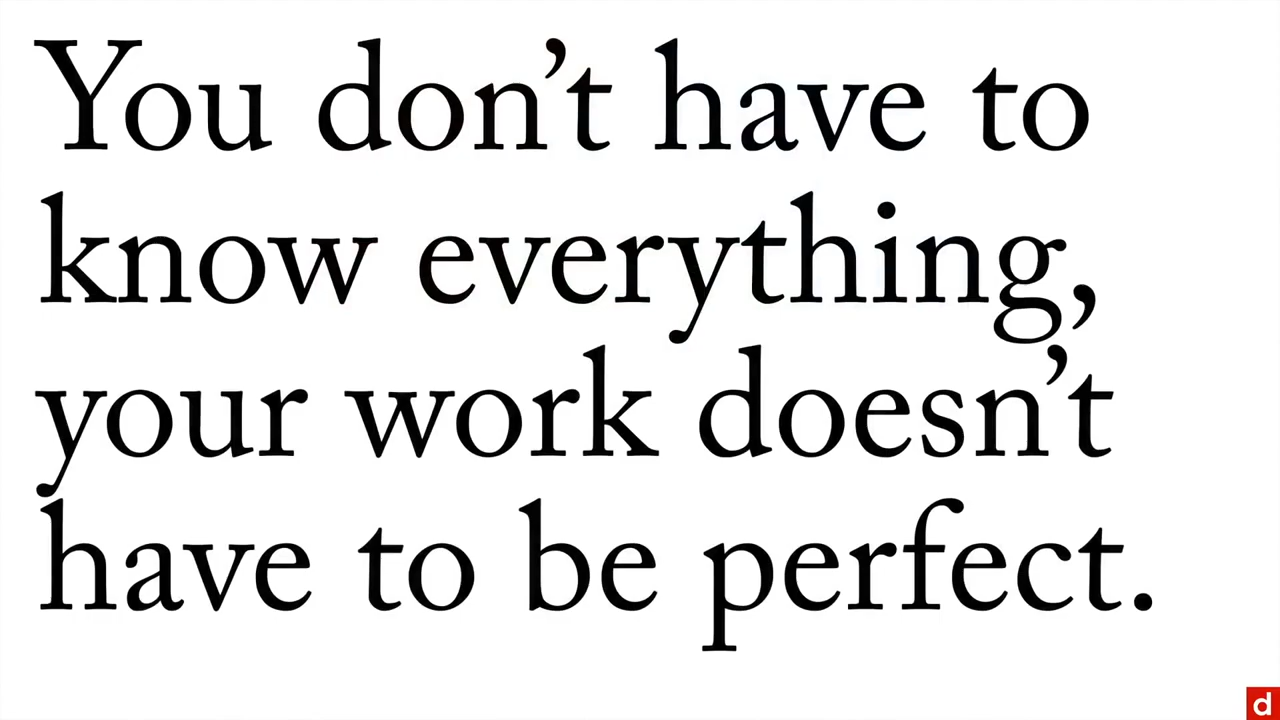 You don’t have to
know everything,
your work doesn’t
have to be perfect.
d